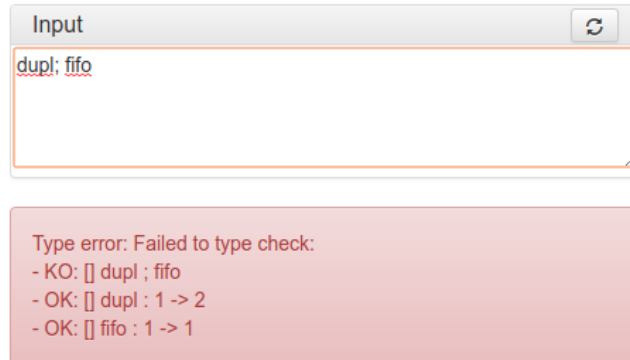 Input
dupl; fifo
Type error: Failed to type check:
- KO: [] dupl ; fifo
- OK: [] dupl : 1 -> 2
- OK: [] fifo : 1 -> 1